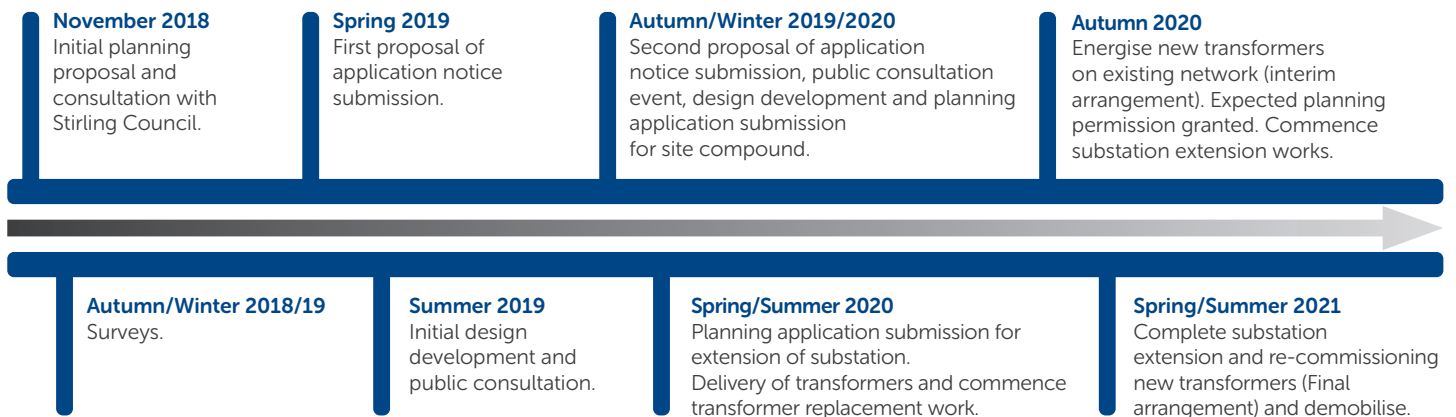 November 2018
Initial planning
proposal and
consultation with
Stirling Council.
Spring 2019
First proposal of
application notice
submission.
Autumn/Winter 2019/2020
Second proposal of application
notice submission, public consultation
event, design development and planning
application submission
for site compound.
Autumn 2020
Energise new transformers
on existing network (interim
arrangement). Expected planning
permission granted. Commence
substation extension works.
Autumn/Winter 2018/19
Surveys.
Summer 2019
Initial design
development and
public consultation.
Spring/Summer 2020
Planning application submission for
extension of substation.
Delivery of transformers and commence
transformer replacement work.
Spring/Summer 2021
Complete substation
extension and re-commissioning
new transformers (Final
arrangement) and demobilise.